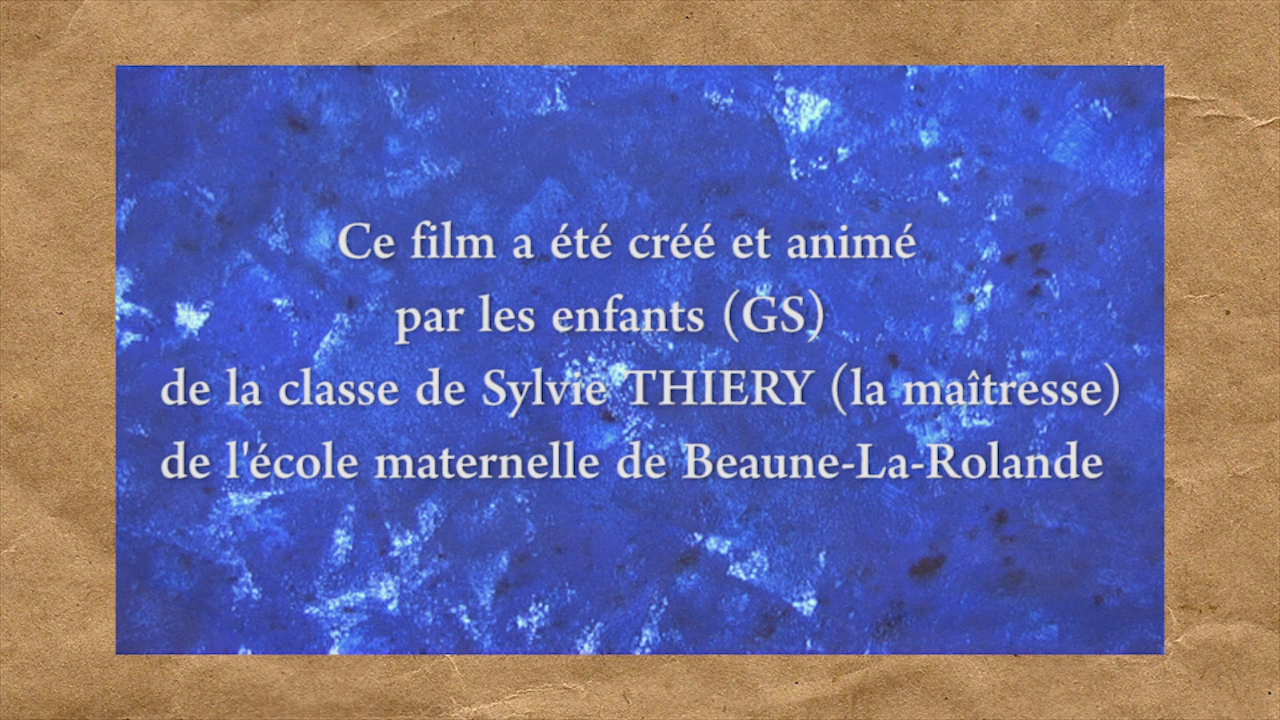 Ce film a été créé et animé
par les enfants (GS)
de la classe de Sylvie THIERY (la maîtresse)
de l'école maternelle de Beaune-La-Rolande